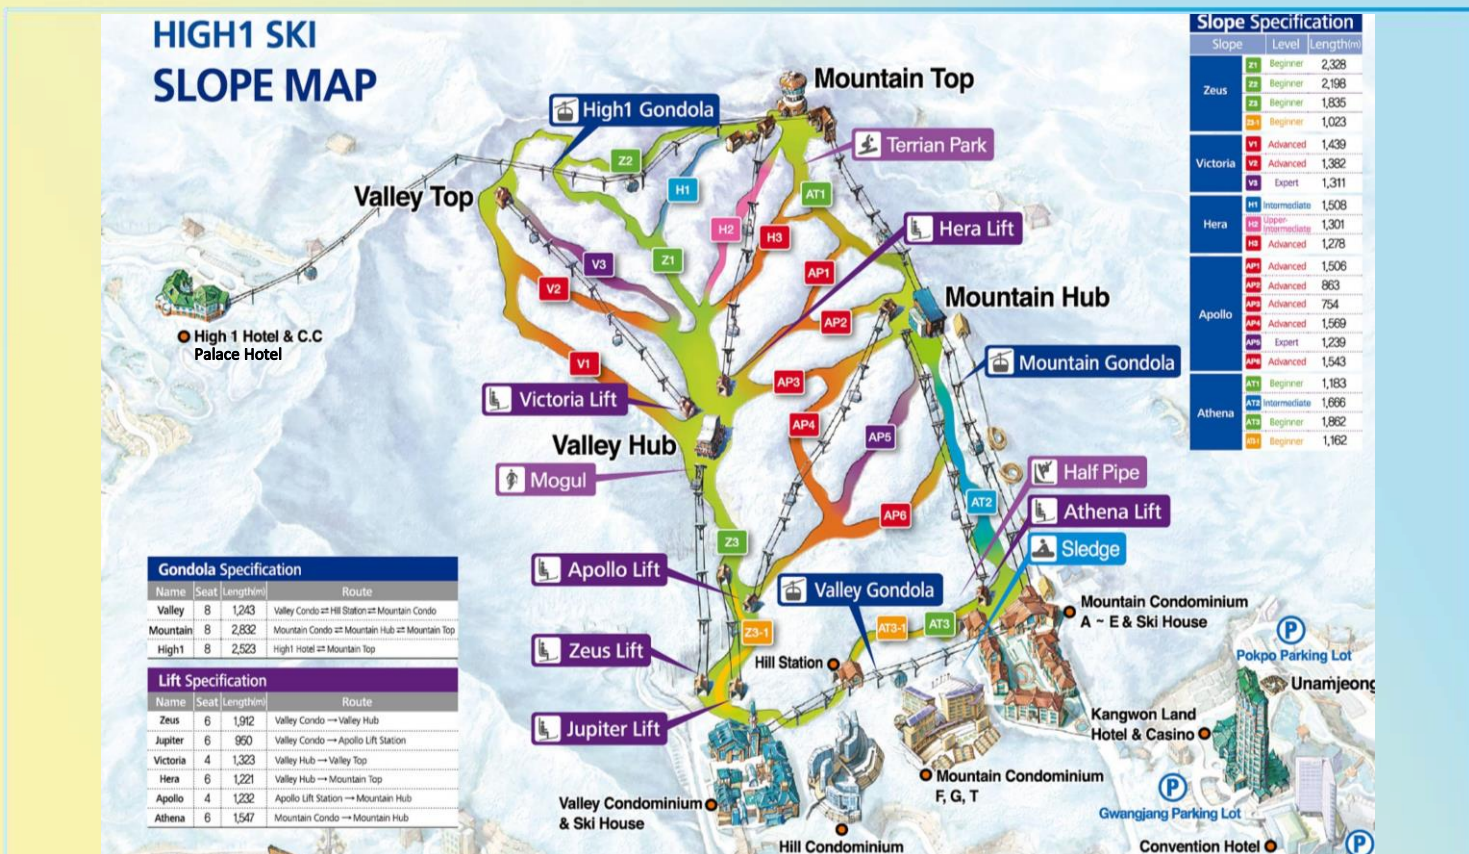 HIGH1 SKI
SLOPE MAP
Mountain Top
High1 Gondola
Terrian Park
Valley Top
Z2
H1
AT1
H2
H3
Hera Lift
V3
Z1
AP1
V2
Mountain Hub
AP2
High 1 Hotel & C.C
Palace Hotel
V1
Mountain Gondola
AP3
Victoria Lift
AP4
AP5
Valley Hub
Mogul
Half Pipe
AT2
Athena Lift
AP6
Z3
Sledge
Apollo Lift
Valley Gondola
Z3-1
AT3-1
AT3
Mountain Condominium
A ~ E & Ski House
Zeus Lift
Hill Station
P
Pokpo Parking Lot
Unamjeong
Jupiter Lift
Kangwon Land
Hotel & Casino
Mountain Condominium
F, G, T
P
Gwangjang Parking Lot
Valley Condominium
& Ski House
Hill Condominium
Convention Hotel
P
Slope Specification
Slope Level Length(m)
Zeus
Z1 Beginner 2,328
Z2 Beginner 2,198
Z3 Beginner 1,835
Z3-1 Beginner 1,023
Victoria
V1 Advanced 1,439
V2 Advanced 1,382
V3 Expert 1,311
Hera
H1 Intermediate 1,508
H2 Upper-Intermediate 1,301
H3 Advanced 1,278
Apollo
AP1 Advanced 1,506
AP2 Advanced 863
AP3 Advanced 754
AP4 Advanced 1,569
AP5 Expert 1,239
AP6 Advanced 1,543
Athena
AT1 Beginner 1,183
AT2 Intermediate 1,666
AT3 Beginner 1,862
AT3-1 Beginner 1,162
Gondola Specification
Name Seat Length(m) Route
Valley 8 1,243 Valley Condo ⇌ Hill Station ⇌ Mountain Condo
Mountain 8 2,832 Mountain Condo ⇌ Mountain Hub ⇌ Mountain Top
High1 8 2,523 High1 Hotel ⇌ Mountain Top
Lift Specification
Name Seat Length(m) Route
Zeus 6 1,912 Valley Condo → Valley Hub
Jupiter 6 950 Valley Condo → Apollo Lift Station
Victoria 4 1,323 Valley Hub → Valley Top
Hera 6 1,221 Valley Hub → Mountain Top
Apollo 4 1,232 Apollo Lift Station → Mountain Hub
Athena 6 1,547 Mountain Condo → Mountain Hub